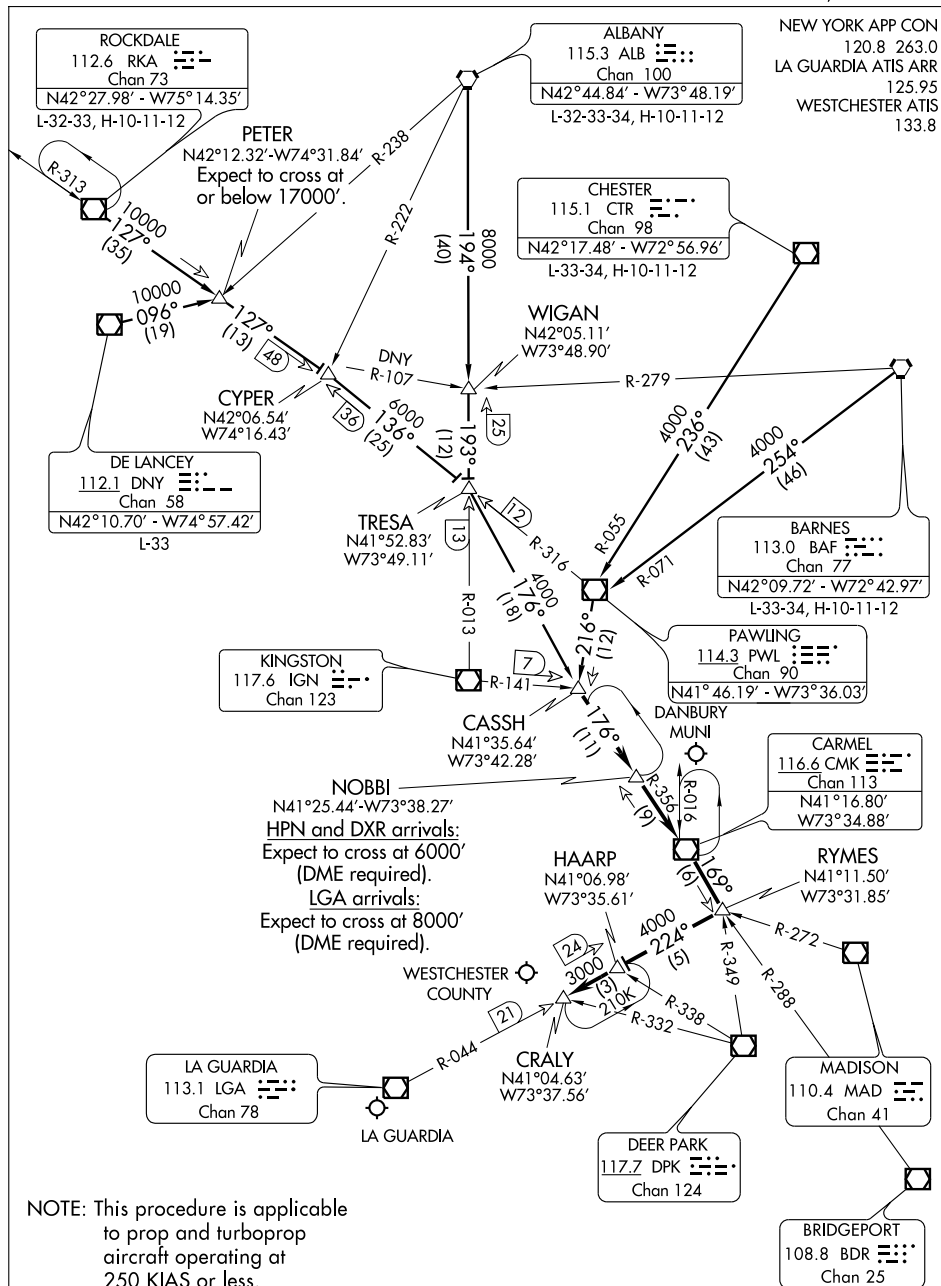 ROCKDALE
112.6 RKA
Chan 73
N42°27.98' - W75°14.35'
L-32-33, H-10-11-12
ALBANY
115.3 ALB
Chan 100
N42°44.84' - W73°48.19'
L-32-33-34, H-10-11-12
NEW YORK APP CON
120.8 263.0
LA GUARDIA ATIS ARR
125.95
WESTCHESTER ATIS
133.8
PETER
N42°12.32'-W74°31.84'
Expect to cross at
or below 17000'.
R-313
R-238
R-222
10000
127°
(35)
8000
194°
(40)
CHESTER
115.1 CTR
Chan 98
N42°17.48' - W72°56.96'
L-33-34, H-10-11-12
10000
096°
(19)
127°
(13)
48
WIGAN
N42°05.11'
W73°48.90'
DNY
R-107
R-279
CYPER
N42°06.54'
W74°16.43'
36
6000
136°
(25)
193°
(12)
25
4000
236°
(43)
4000
254°
(46)
DE LANCEY
112.1 DNY
Chan 58
N42°10.70' - W74°57.42'
L-33
TRESA
N41°52.83'
W73°49.11'
13
12
R-316
R-055
R-071
BARNES
113.0 BAF
Chan 77
N42°09.72' - W72°42.97'
L-33-34, H-10-11-12
R-013
4000
176°
(18)
216°
(12)
PAWLING
114.3 PWL
Chan 90
N41°46.19' - W73°36.03'
KINGSTON
117.6 IGN
Chan 123
R-141
7
CASSH
N41°35.64'
W73°42.28'
176°
(11)
DANBURY
MUNI
CARMEL
116.6 CMK
Chan 113
N41°16.80'
W73°34.88'
NOBBI
N41°25.44'-W73°38.27'
HPN and DXR arrivals:
Expect to cross at 6000'
(DME required).
LGA arrivals:
Expect to cross at 8000'
(DME required).
R-356
(9)
R-016
169°
(6)
HAARP
N41°06.98'
W73°35.61'
RYMES
N41°11.50'
W73°31.85'
4000
224°
(5)
24
3000
(3)
210K
R-272
R-349
R-288
R-338
R-332
WESTCHESTER
COUNTY
21
R-044
CRALY
N41°04.63'
W73°37.56'
LA GUARDIA
113.1 LGA
Chan 78
LA GUARDIA
MADISON
110.4 MAD
Chan 41
DEER PARK
117.7 DPK
Chan 124
BRIDGEPORT
108.8 BDR
Chan 25
NOTE: This procedure is applicable
to prop and turboprop
aircraft operating at
250 KIAS or less.